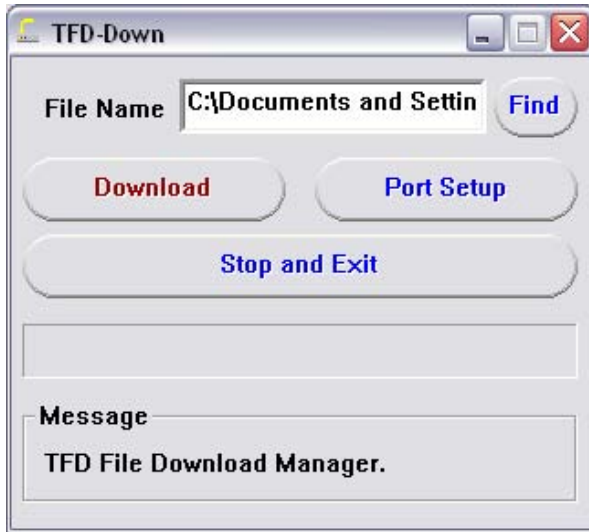 TFD-Down
File Name C:\Documents and Settin Find
Download Port Setup
Stop and Exit
Message
TFD File Download Manager.